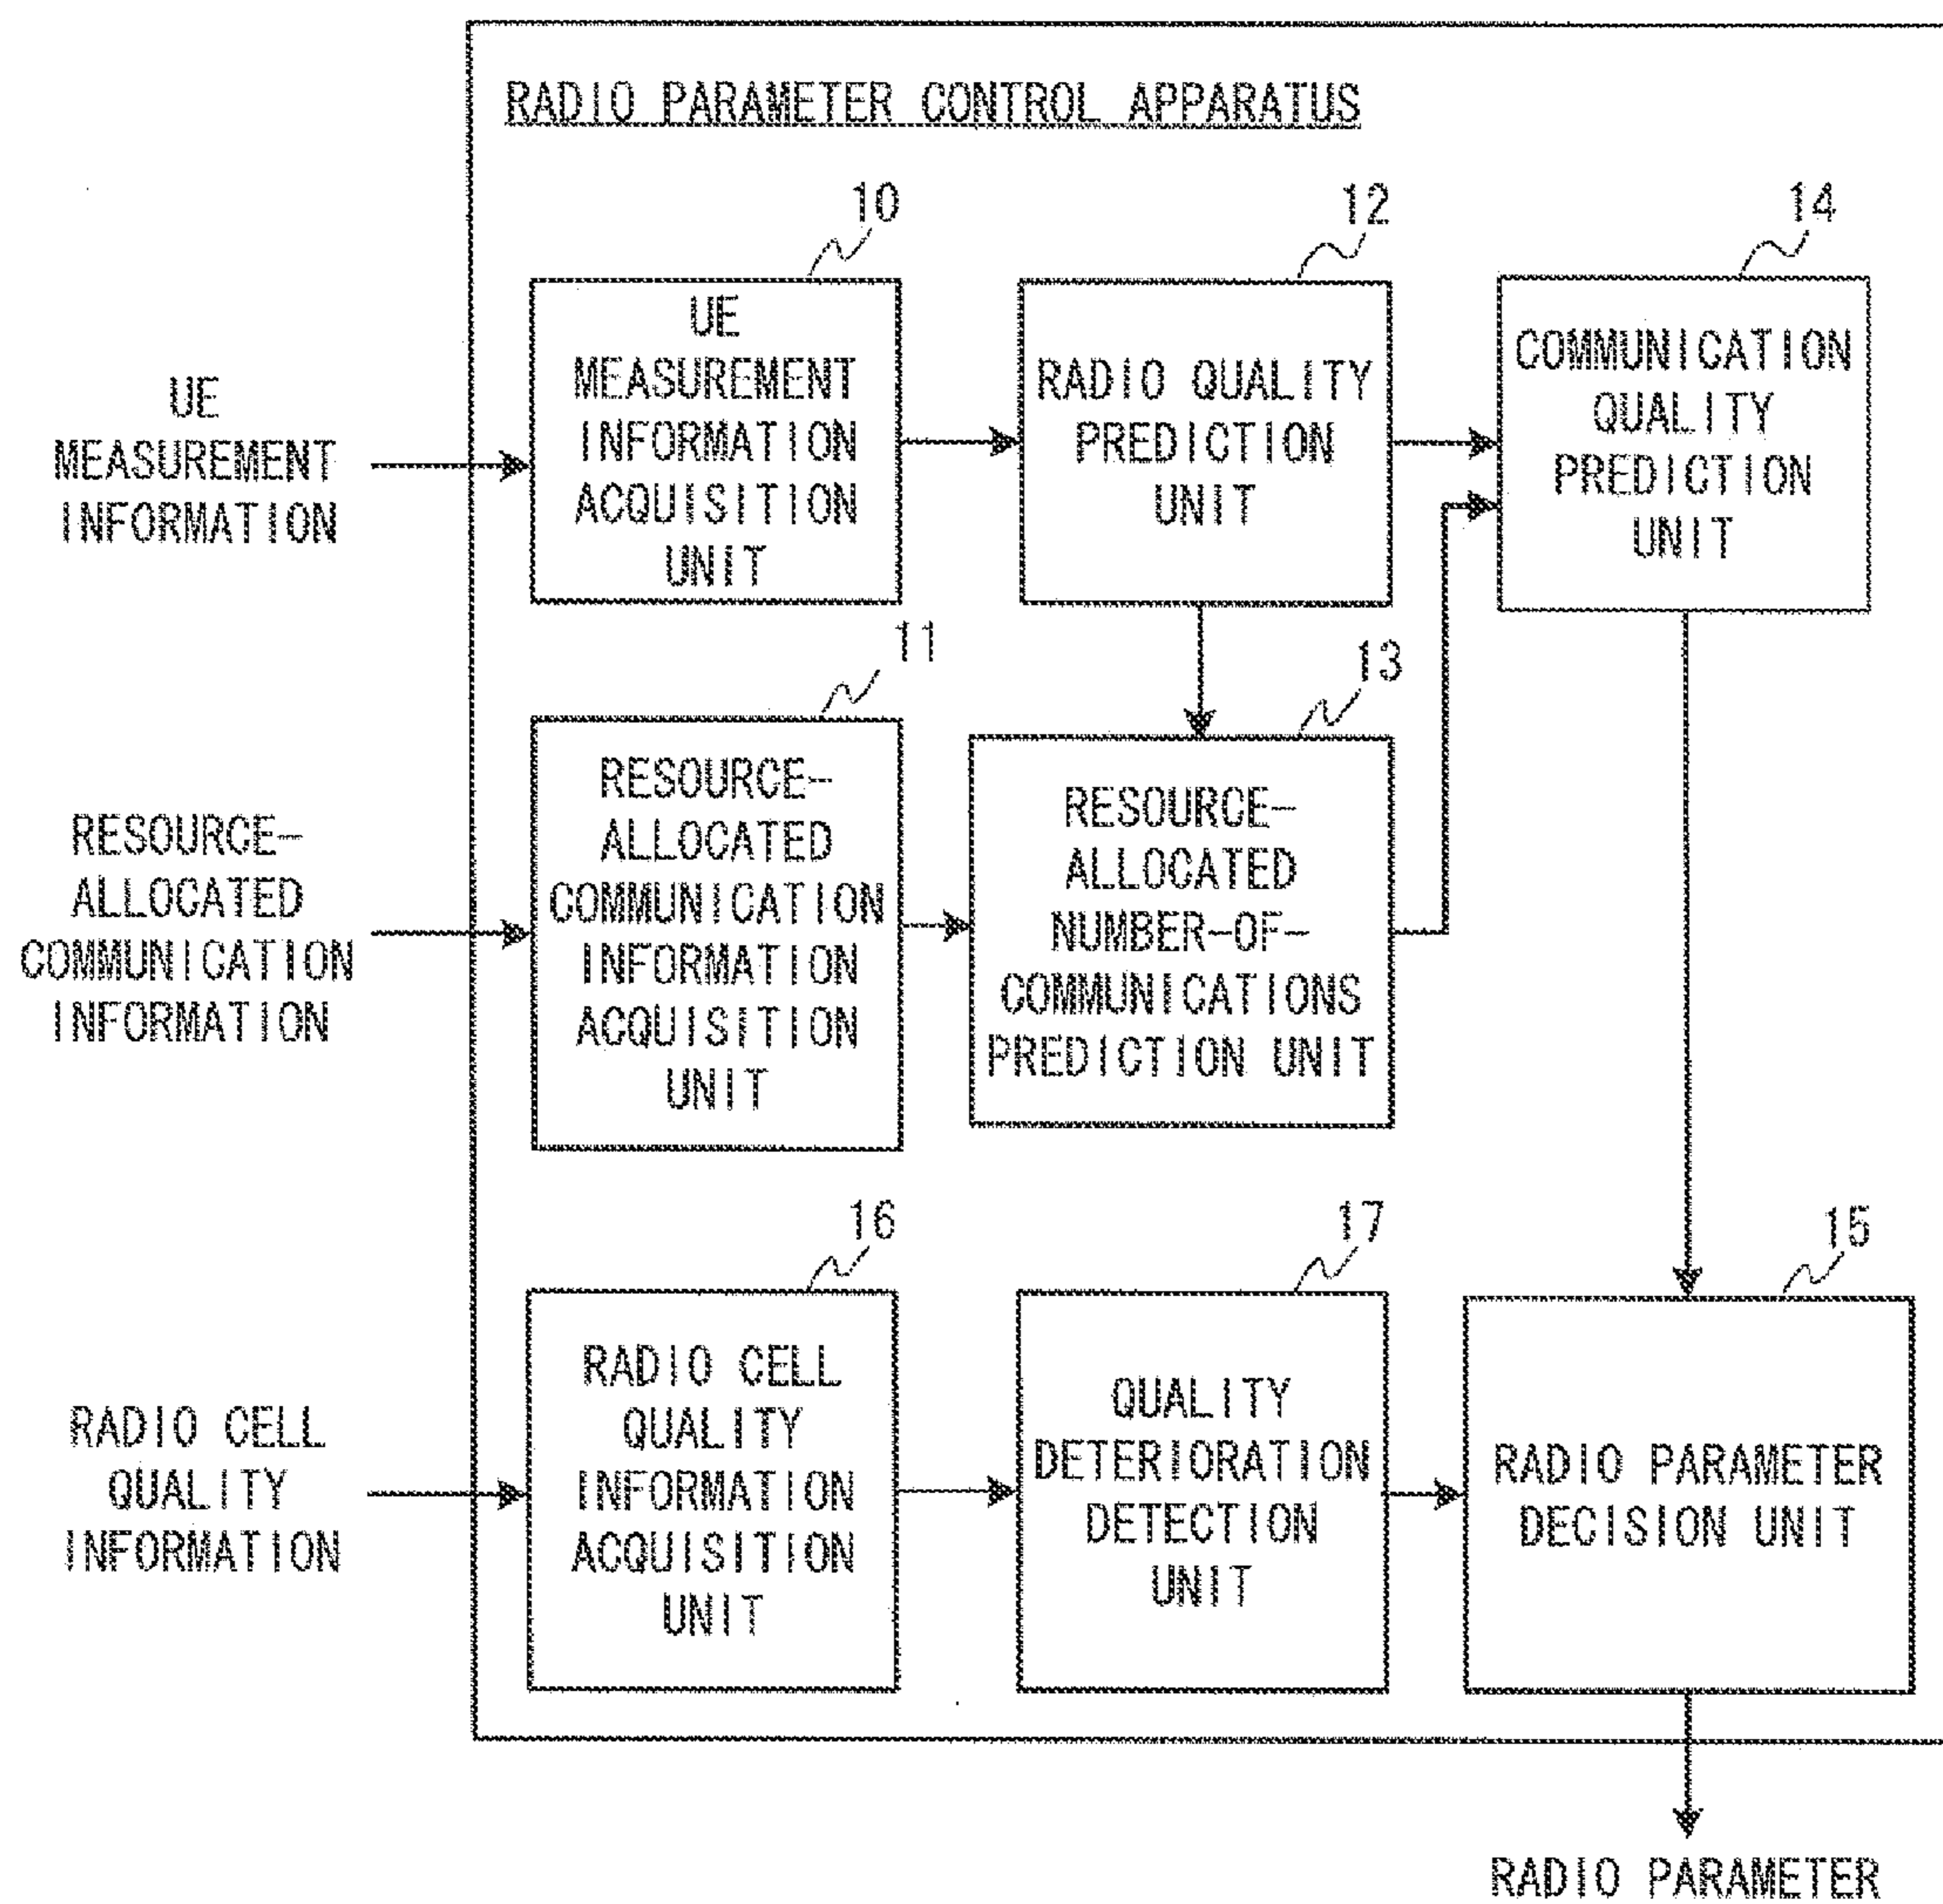 RADIO PARAMETER CONTROL APPARATUS
10
12
14
UE
MEASUREMENT
INFORMATION
UE
MEASUREMENT
INFORMATION
ACQUISITION
UNIT
RADIO QUALITY
PREDICTION
UNIT
COMMUNICATION
QUALITY
PREDICTION
UNIT
11
13
RESOURCE-
ALLOCATED
COMMUNICATION
INFORMATION
RESOURCE-
ALLOCATED
COMMUNICATION
INFORMATION
ACQUISITION
UNIT
RESOURCE-
ALLOCATED
NUMBER-OF-
COMMUNICATIONS
PREDICTION UNIT
16
17
15
RADIO CELL
QUALITY
INFORMATION
RADIO CELL
QUALITY
INFORMATION
ACQUISITION
UNIT
QUALITY
DETERIORATION
DETECTION
UNIT
RADIO PARAMETER
DECISION UNIT
RADIO PARAMETER